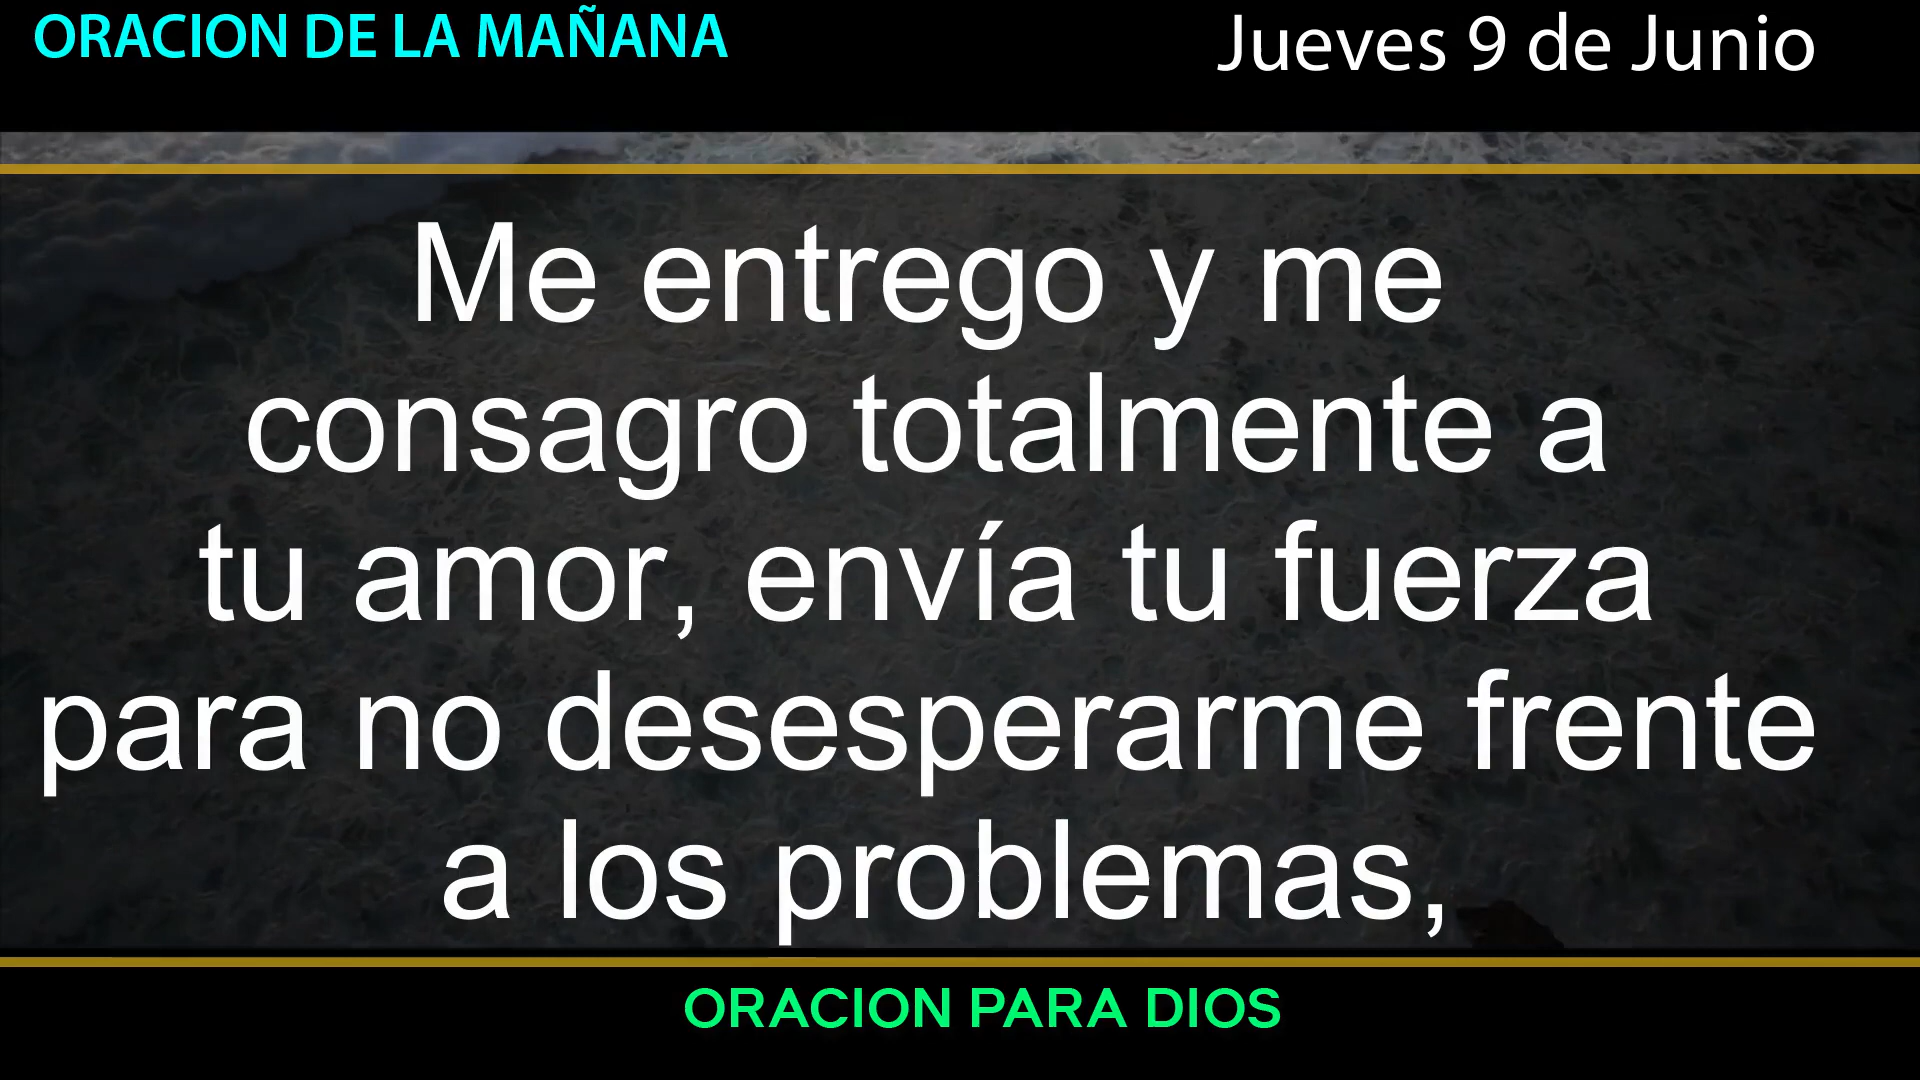 ORACION DE LA MAÑANA
Jueves 9 de Junio
Me entrego y me
consagro totalmente a
tu amor, envía tu fuerza
para no desesperarme frente
a los problemas,
ORACION PARA DIOS